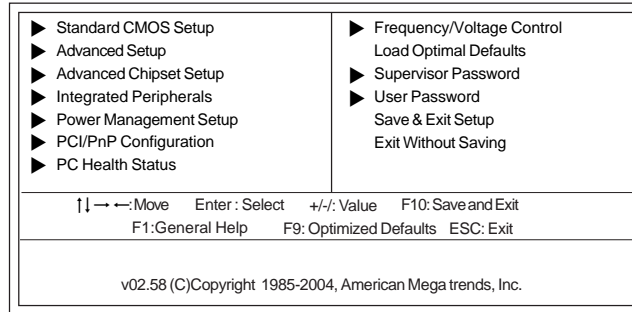 ▶ Standard CMOS Setup
▶ Advanced Setup
▶ Advanced Chipset Setup
▶ Integrated Peripherals
▶ Power Management Setup
▶ PCI/PnP Configuration
▶ PC Health Status
▶ Frequency/Voltage Control
Load Optimal Defaults
▶ Supervisor Password
▶ User Password
Save & Exit Setup
Exit Without Saving
↑↓→←:Move Enter : Select +/-/: Value F10: Save and Exit
F1:General Help F9: Optimized Defaults ESC: Exit
v02.58 (C)Copyright 1985-2004, American Mega trends, Inc.